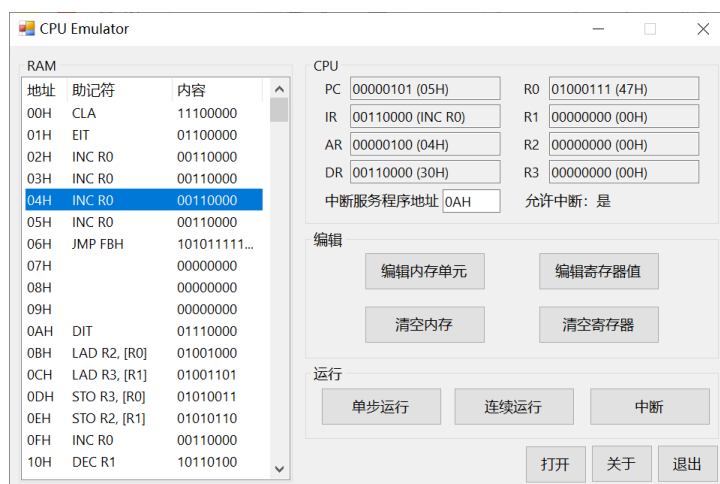 CPU Emulator
RAM
地址 助记符 内容
00H CLA 11100000
01H EIT 01100000
02H INC R0 00110000
03H INC R0 00110000
04H INC R0 00110000
05H INC R0 00110000
06H JMP FBH 101011111...
07H 00000000
08H 00000000
09H 00000000
0AH DIT 01110000
0BH LAD R2, [R0] 01001000
0CH LAD R3, [R1] 01001101
0DH STO R3, [R0] 01010011
0EH STO R2, [R1] 01010110
0FH INC R0 00110000
10H DEC R1 10110100
CPU
PC 00000101 (05H) R0 01000111 (47H)
IR 00110000 (INC R0) R1 00000000 (00H)
AR 00000100 (04H) R2 00000000 (00H)
DR 00110000 (30H) R3 00000000 (00H)
中断服务程序地址 0AH 允许中断: 是
编辑
编辑内存单元 编辑寄存器值
清空内存 清空寄存器
运行
单步运行 连续运行 中断
打开 关于 退出